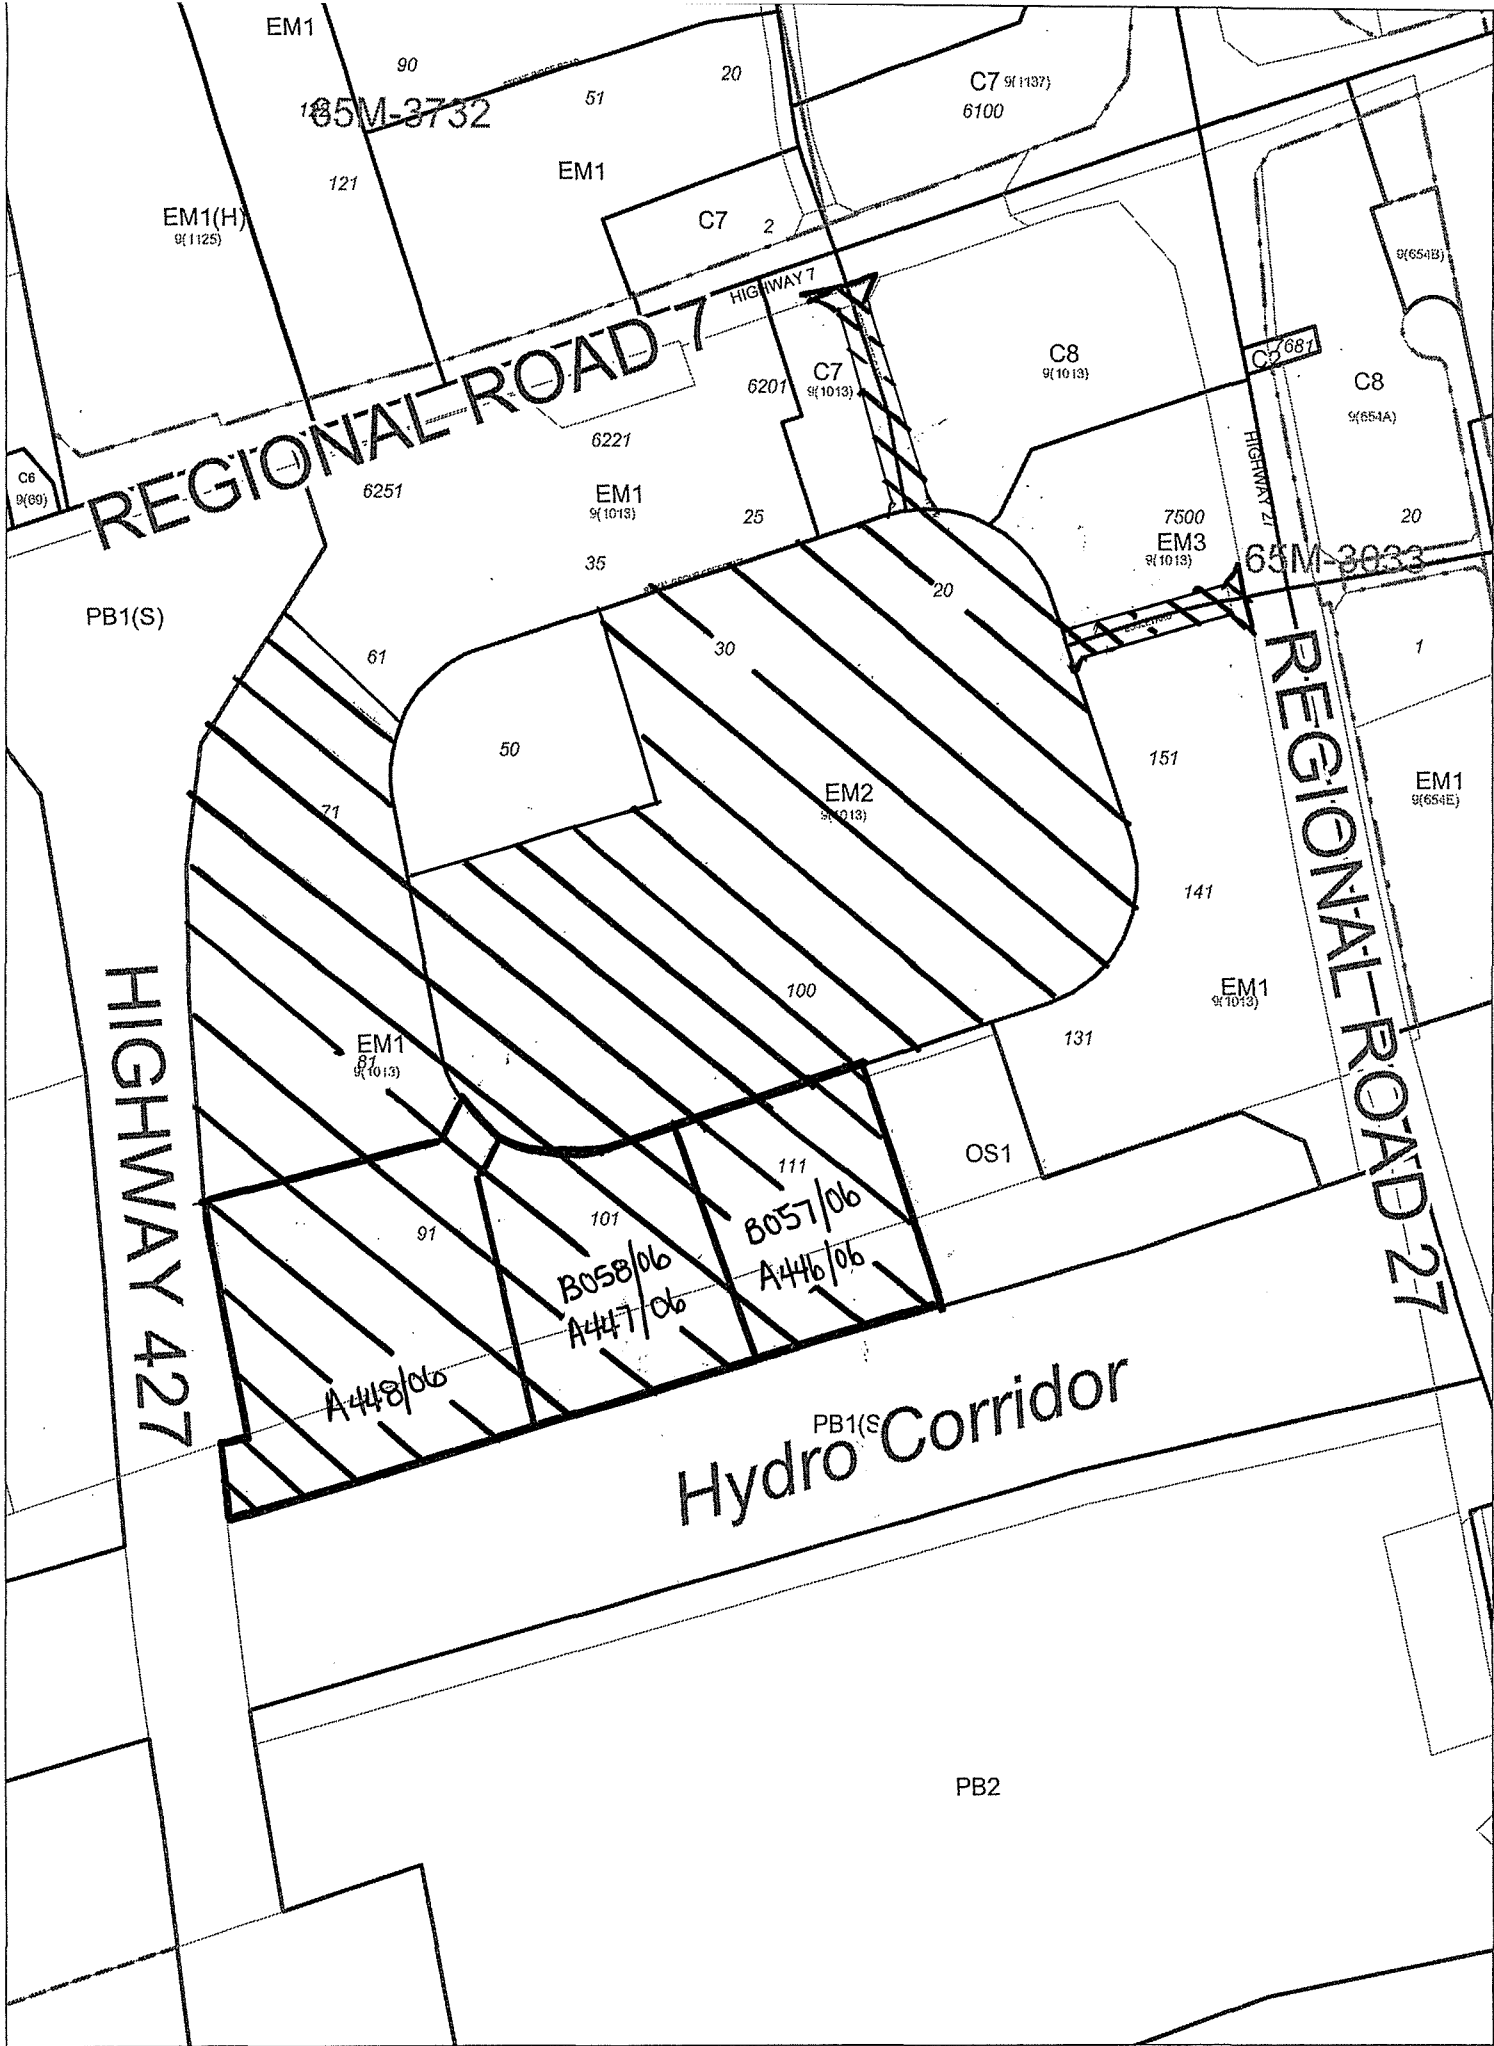 EM1
90
20
51
C7 9(1137)
6100
65M-3732
121
EM1
EM1(H)
9(1125)
C7
2
9(654B)
HIGHWAY 7
REGIONAL ROAD 7
C7
9(1013)
C8
9(1013)
7681
C8
9(654A)
6201
6221
6251
EM1
9(1013)
25
35
C6
9(69)
HIGHWAY 27
7500
EM3
9(1013)
20
65M-3033
PB1(S)
20
30
61
1
REGIONAL ROAD 27
50
151
71
EM2
9(1013)
EM1
9(654E)
141
100
EM1
9(1013)
HIGHWAY 427
EM1
81
9(1013)
131
OS1
111
B057/06
A446/06
101
B058/06
A447/06
91
A448/06
PB1(S
Hydro Corridor
PB2